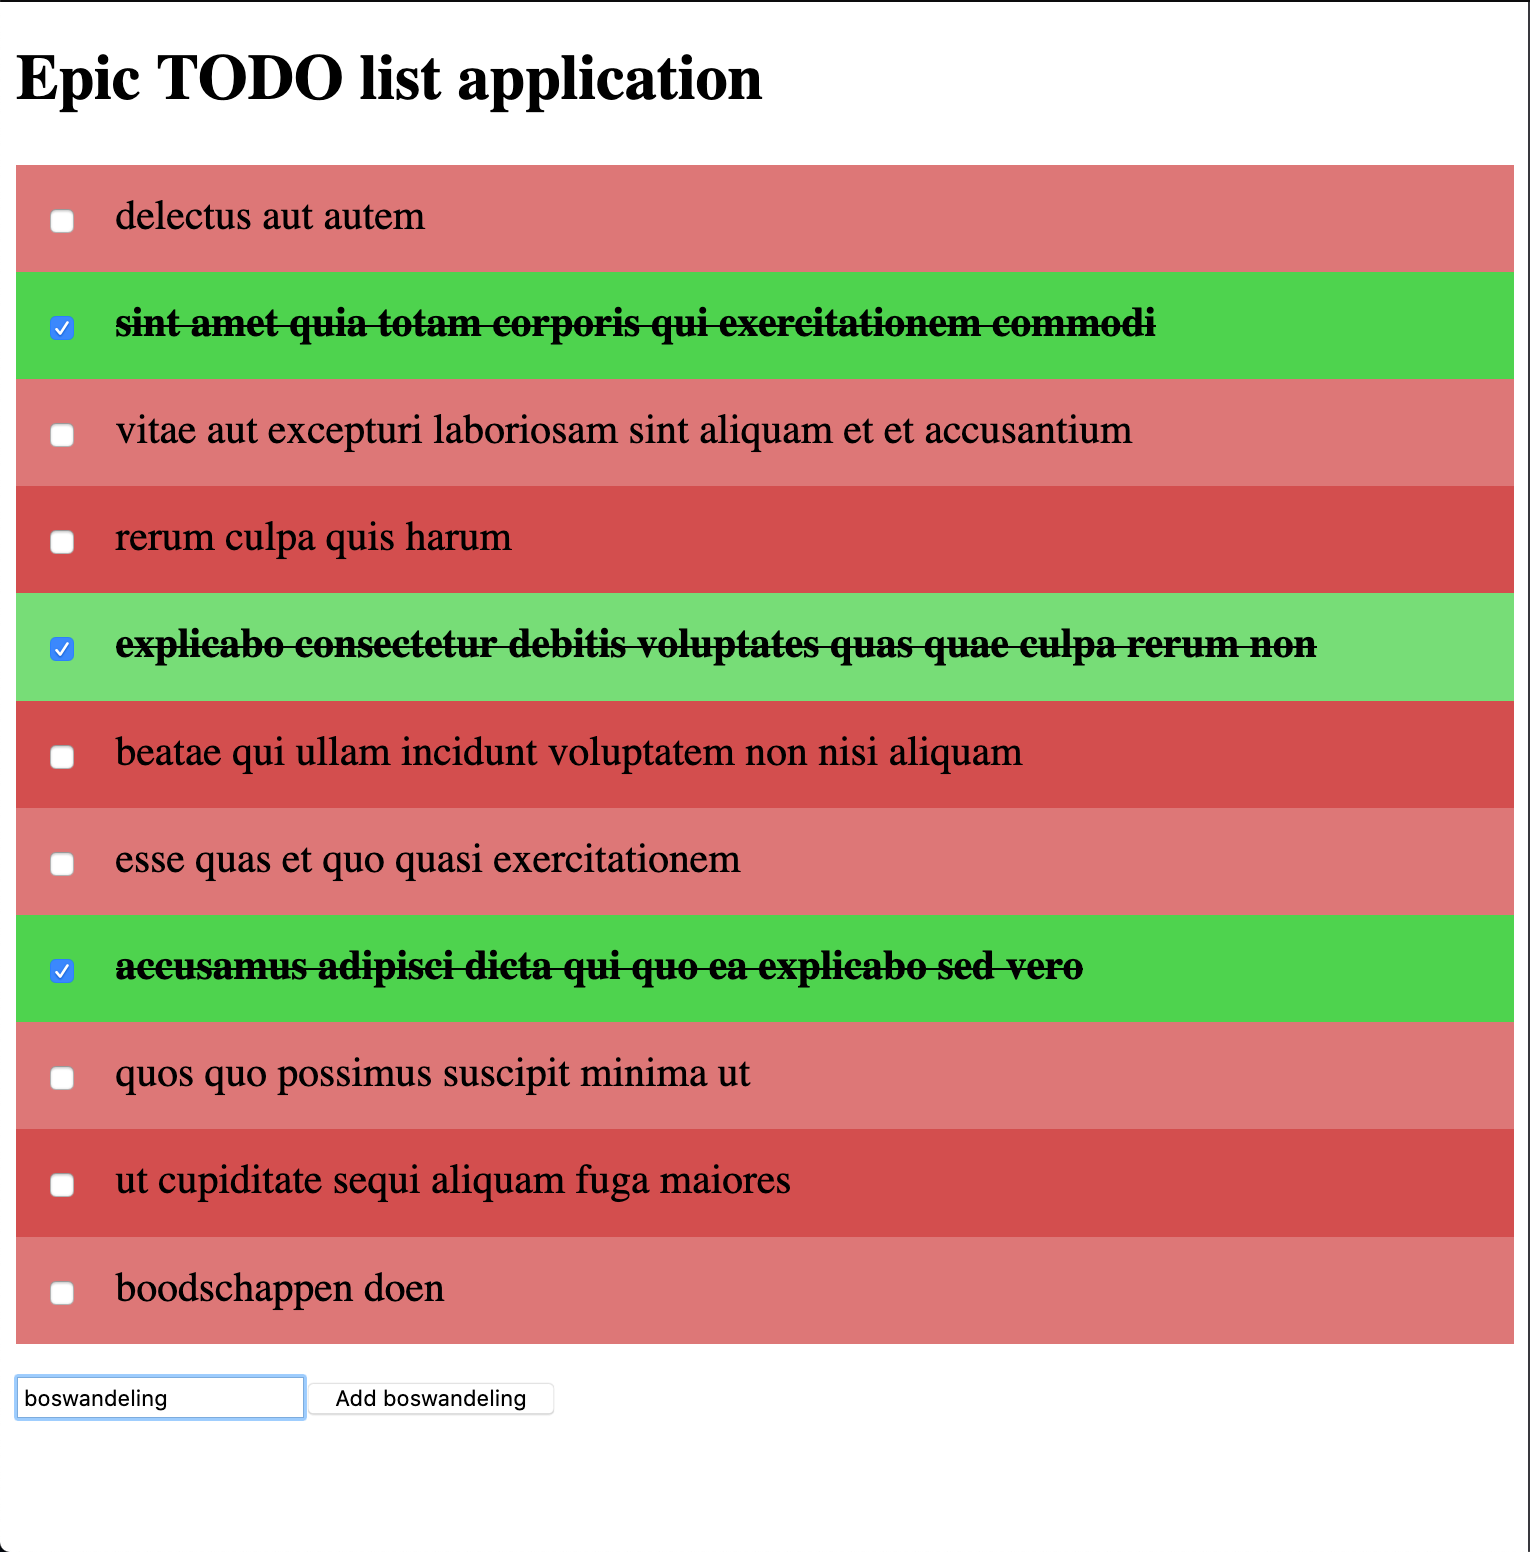 Epic TODO list application
delectus aut autem
sint amet quia totam corporis qui exercitationem commodi
vitae aut excepturi laboriosam sint aliquam et et accusantium
rerum culpa quis harum
explicabo consectetur debitis voluptates quas quae culpa rerum non
beatae qui ullam incidunt voluptatem non nisi aliquam
esse quas et quo quasi exercitationem
accusamus adipisci dicta qui quo ea explicabo sed vero
quos quo possimus suscipit minima ut
ut cupiditate sequi aliquam fuga maiores
boodschappen doen
boswandeling Add boswandeling